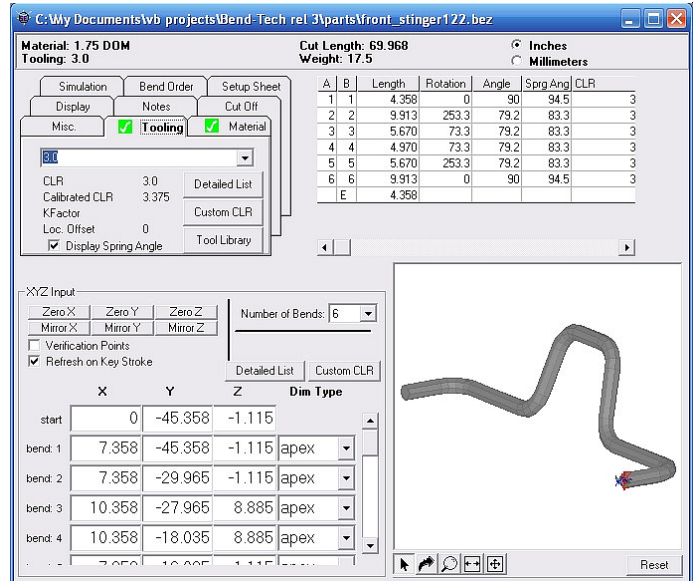 C:\My Documents\vb projects\Bend-Tech rel 3\parts\front_stinger122.bez
Material: 1.75 DOM Cut Length: 69.968 Inches
Tooling: 3.0 Weight: 17.5 Millimeters
Simulation Bend Order Setup Sheet
Display Notes Cut Off
Misc. Tooling Material
3.0
CLR 3.0 Detailed List
Calibrated CLR 3.375
KFactor Custom CLR
Loc. Offset 0
Display Spring Angle Tool Library
A B Length Rotation Angle Sprg Ang CLR
1 1 4.358 0 90 94.5 3
2 2 9.913 253.3 79.2 83.3 3
3 3 5.670 73.3 79.2 83.3 3
4 4 4.970 73.3 79.2 83.3 3
5 5 5.670 253.3 79.2 83.3 3
6 6 9.913 0 90 94.5 3
E 4.358
XYZ Input
Zero X Zero Y Zero Z Number of Bends: 6
Mirror X Mirror Y Mirror Z
Verification Points
Refresh on Key Stroke
Detailed List Custom CLR
X Y Z Dim Type
start 0 -45.358 -1.115
bend: 1 7.358 -45.358 -1.115 apex
bend: 2 7.358 -29.965 -1.115 apex
bend: 3 10.358 -27.965 8.885 apex
bend: 4 10.358 -18.035 8.885 apex
Reset